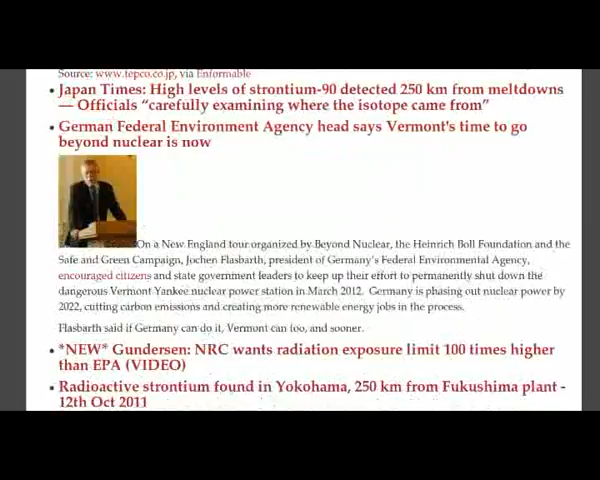 Source: www.tepco.co.jp, via Enformable
• Japan Times: High levels of strontium-90 detected 250 km from meltdowns
— Officials “carefully examining where the isotope came from”
• German Federal Environment Agency head says Vermont's time to go
beyond nuclear is now
On a New England tour organized by Beyond Nuclear, the Heinrich Boll Foundation and the
Safe and Green Campaign, Jochen Flasbarth, president of Germany's Federal Environmental Agency,
encouraged citizens and state government leaders to keep up their effort to permanently shut down the
dangerous Vermont Yankee nuclear power station in March 2012. Germany is phasing out nuclear power by
2022, cutting carbon emissions and creating more renewable energy jobs in the process.
Flasbarth said if Germany can do it, Vermont can too, and sooner.
• *NEW* Gundersen: NRC wants radiation exposure limit 100 times higher
than EPA (VIDEO)
• Radioactive strontium found in Yokohama, 250 km from Fukushima plant -
12th Oct 2011